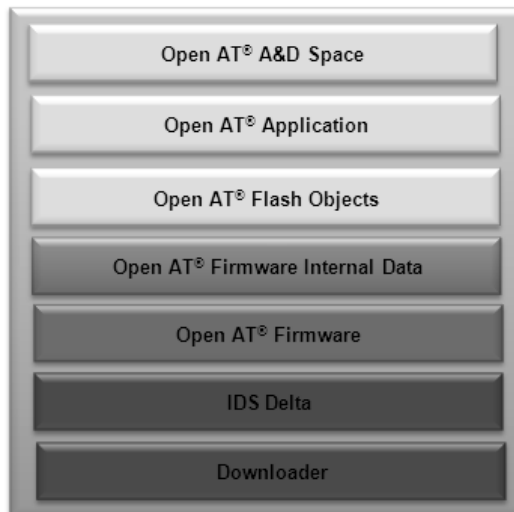 Open AT® A&D Space
Open AT® Application
Open AT® Flash Objects
Open AT® Firmware Internal Data
Open AT® Firmware
IDS Delta
Downloader